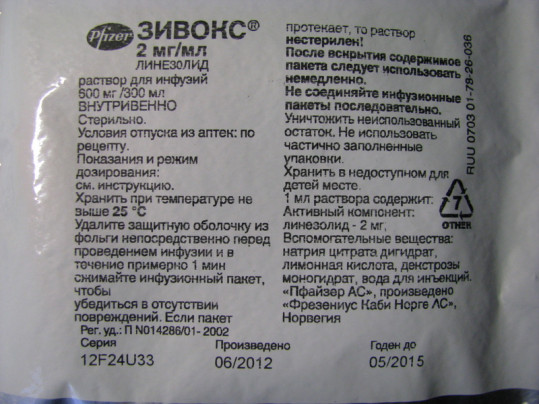 Pfizer ЗИВОКС®
2 мг/мл
ЛИНЕЗОЛИД
раствор для инфузий
600 мг /300 мл
ВНУТРИВЕННО
Стерильно.
Условия отпуска из аптек: по
рецепту.
Показания и режим
дозирования:
см. инструкцию.
Хранить при температуре не
выше 25 °С
Удалите защитную оболочку из
фольги непосредственно перед
проведением инфузии и в
течение примерно 1 мин
сжимайте инфузионный пакет,
чтобы
убедиться в отсутствии
повреждений. Если пакет
Рег. уд.: П N014286/01- 2002
протекает, то раствор
нестерилен!
После вскрытия содержимое
пакета следует использовать
немедленно.
Не соединяйте инфузионные
пакеты последовательно.
Уничтожить неиспользованный
остаток. Не использовать
частично заполненные
упаковки.
Хранить в недоступном для
детей месте.
1 мл раствора содержит:
Активный компонент:
линезолид - 2 мг,
Вспомогательные вещества:
натрия цитрата дигидрат,
лимонная кислота, декстрозы
моногидрат, вода для инъекций.
«Пфайзер АС», произведено
«Фрезениус Каби Норге АС»,
Норвегия
RUU 0703 01-78-26-036
7
OTHER
Серия Произведено Годен до
12F24U33 06/2012 05/2015